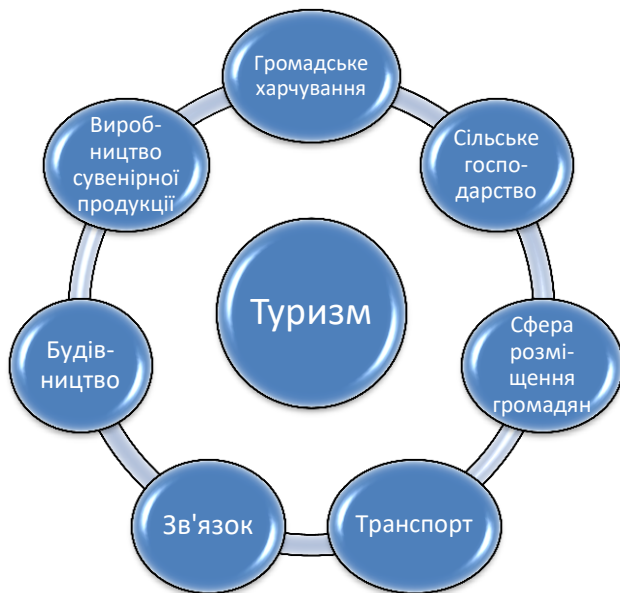 Громадське
харчування
Сільське
госпо-
дарство
Сфера
розмі-
щення
громадян
Транспорт
Зв'язок
Будів-
ництво
Вироб-
ництво
сувенірної
продукції
Туризм